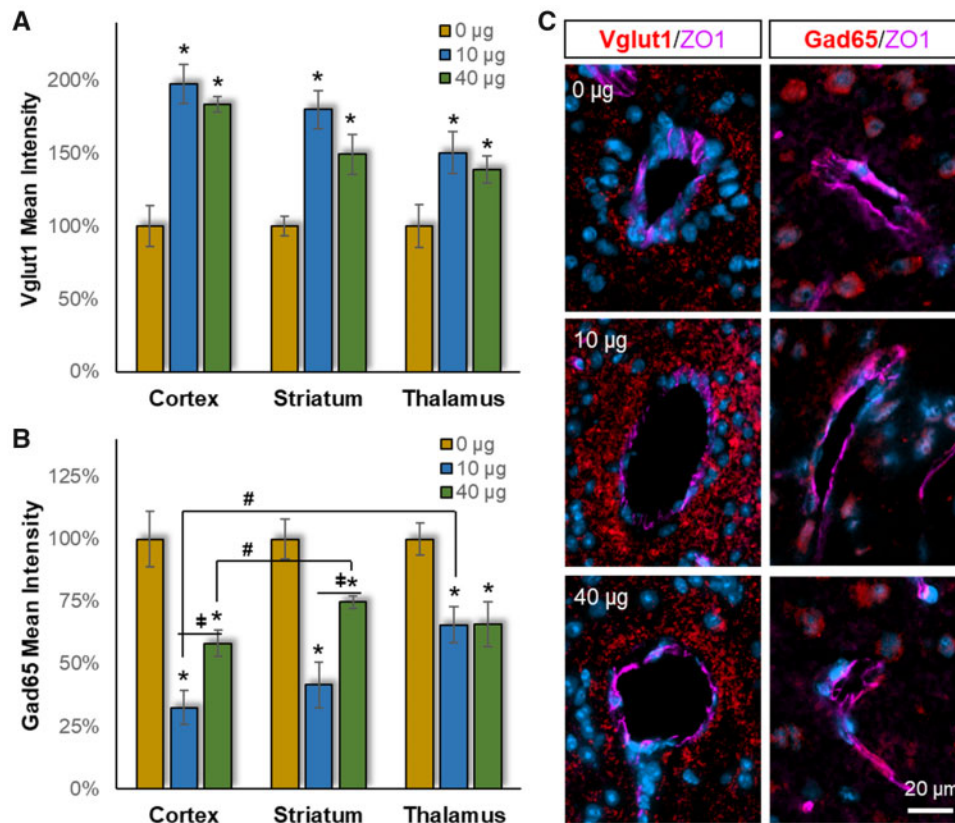 A
Vglut1 Mean Intensity
200%
150%
100%
50%
0%
0 µg
10 µg
40 µg
* *
* *
* *
Cortex Striatum Thalamus
B
Gad65 Mean Intensity
125%
100%
75%
50%
25%
0%
0 µg
10 µg
40 µg
#
#
‡ *
‡ *
* *
*
*
Cortex Striatum Thalamus
C
Vglut1/ZO1 Gad65/ZO1
0 µg
10 µg
40 µg
20 µm